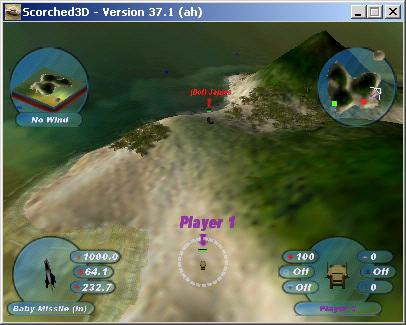 Scorched3D - Version 37.1 (ah)
(Bot) James
No Wind
Player 1
1000.0
100
0
64.1
Off
Off
232.7
Off
0
Baby Missile (In)
Player 1